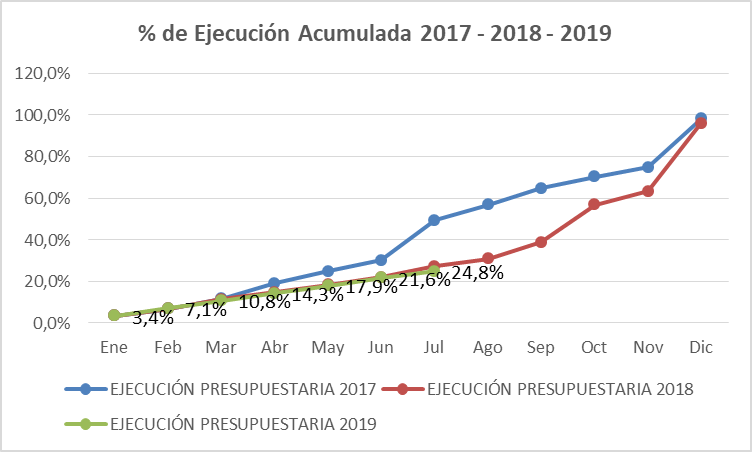 % de Ejecución Acumulada 2017 - 2018 - 2019
120,0%
100,0%
80,0%
60,0%
40,0%
20,0%
0,0%
3,4% 7,1% 10,8% 14,3% 17,9% 21,6% 24,8%
Ene Feb Mar Abr May Jun Jul Ago Sep Oct Nov Dic
EJECUCIÓN PRESUPUESTARIA 2017 EJECUCIÓN PRESUPUESTARIA 2018
EJECUCIÓN PRESUPUESTARIA 2019